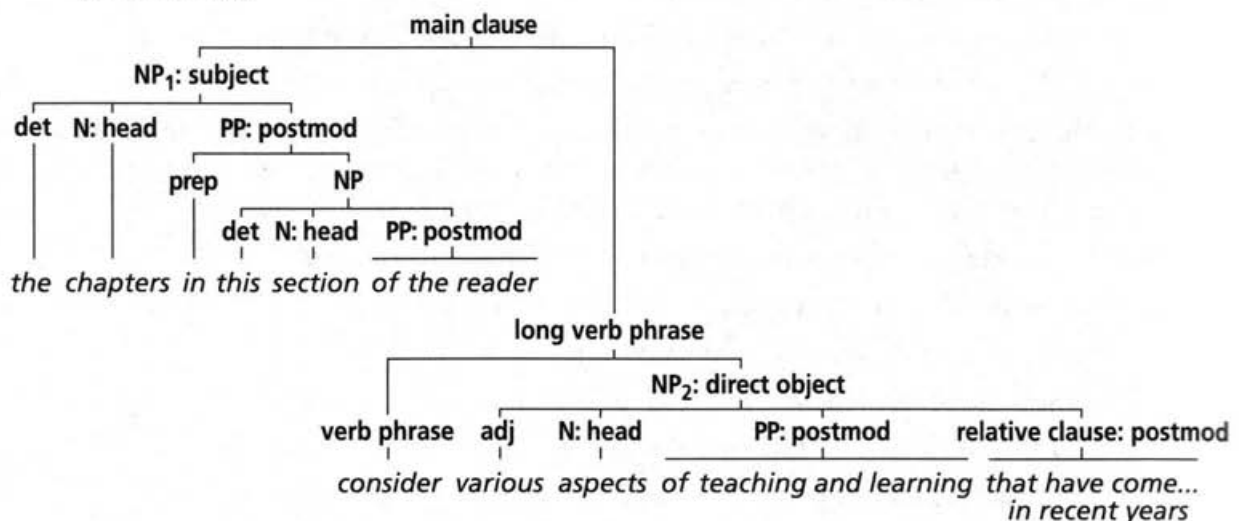 main clause
NP1: subject
det N: head PP: postmod
prep NP
det N: head PP: postmod
the chapters in this section of the reader
long verb phrase
NP2: direct object
verb phrase adj N: head PP: postmod relative clause: postmod
consider various aspects of teaching and learning that have come...
in recent years